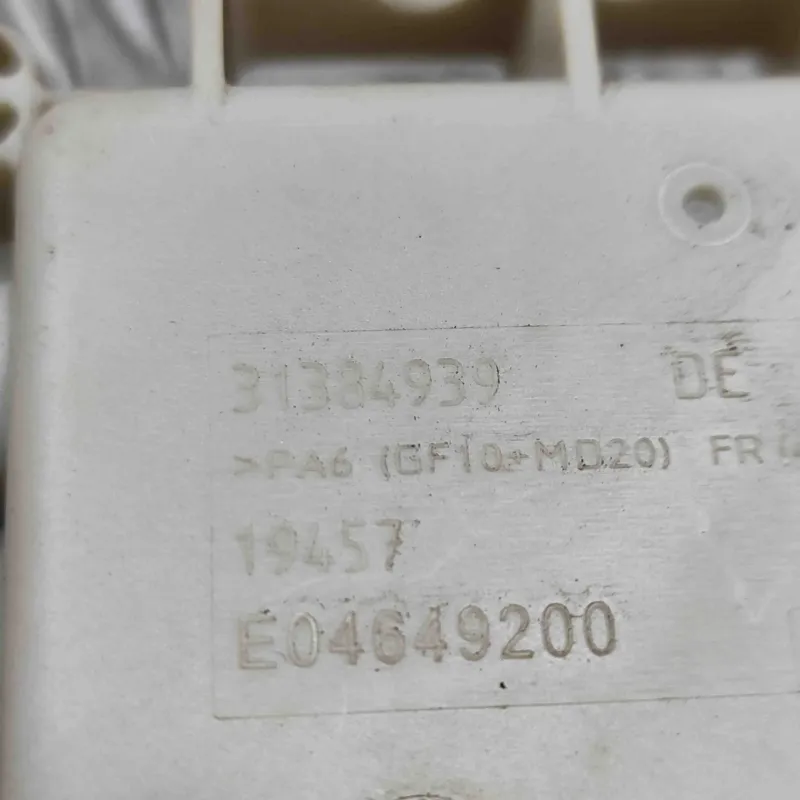 31384939 DE
>PA6 (GF10+MD20) FR
19457
E04649200